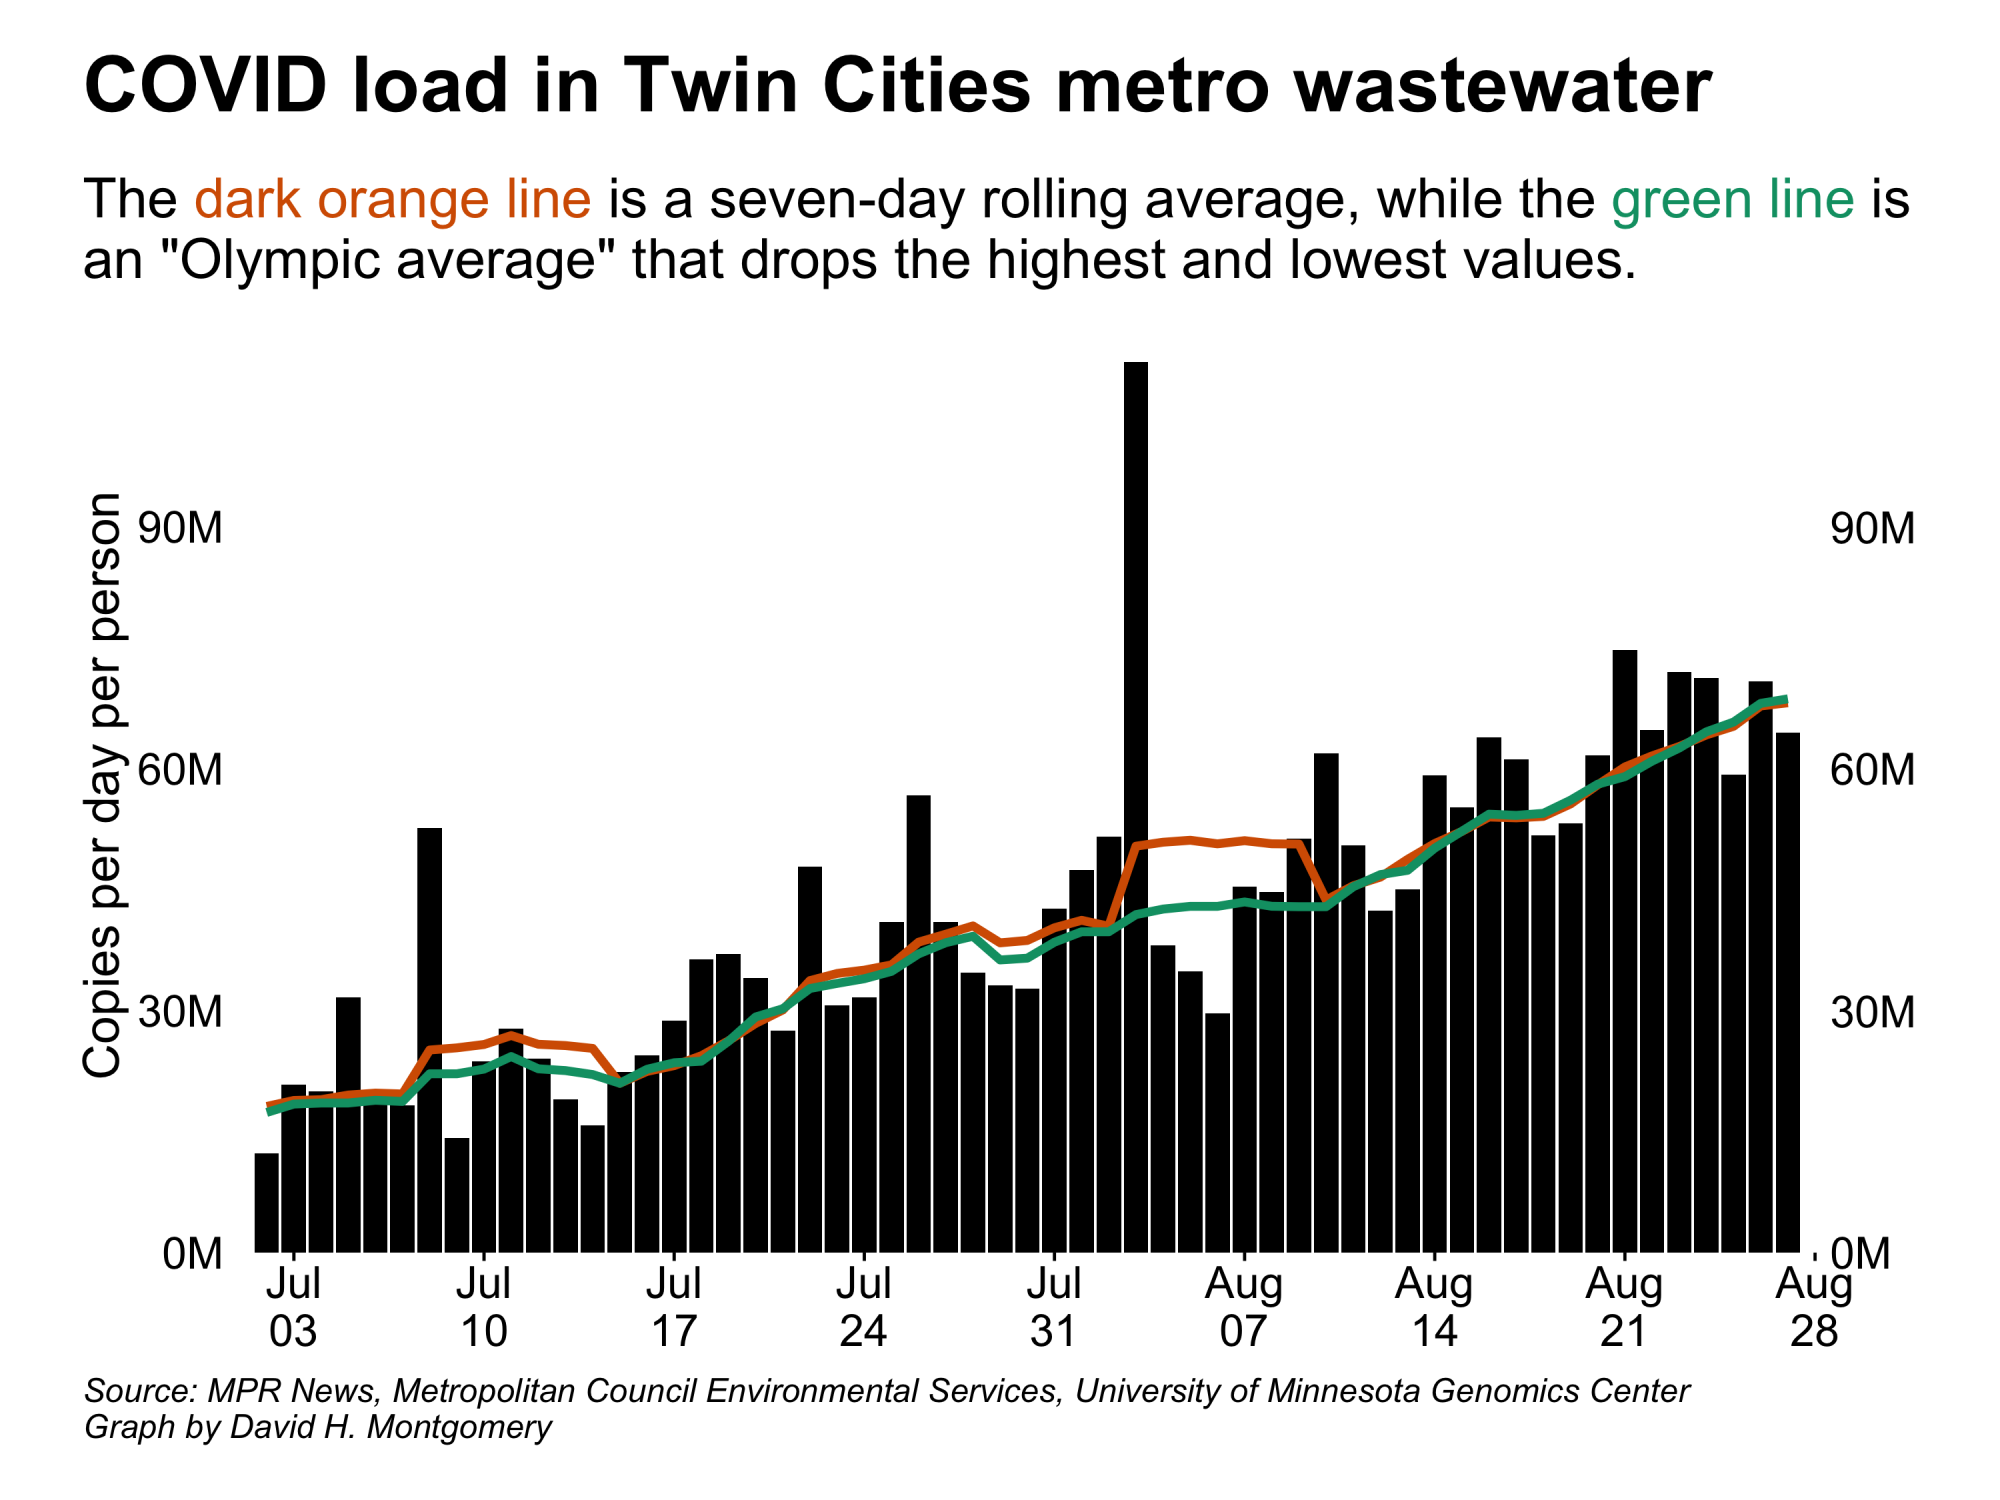 COVID load in Twin Cities metro wastewater
The dark orange line is a seven-day rolling average, while the green line is
an "Olympic average" that drops the highest and lowest values.
Copies per day per person
90M
60M
30M
0M
90M
60M
30M
0M
Jul Jul Jul Jul Jul Aug Aug Aug Aug
03 10 17 24 31 07 14 21 28
Source: MPR News, Metropolitan Council Environmental Services, University of Minnesota Genomics Center
Graph by David H. Montgomery